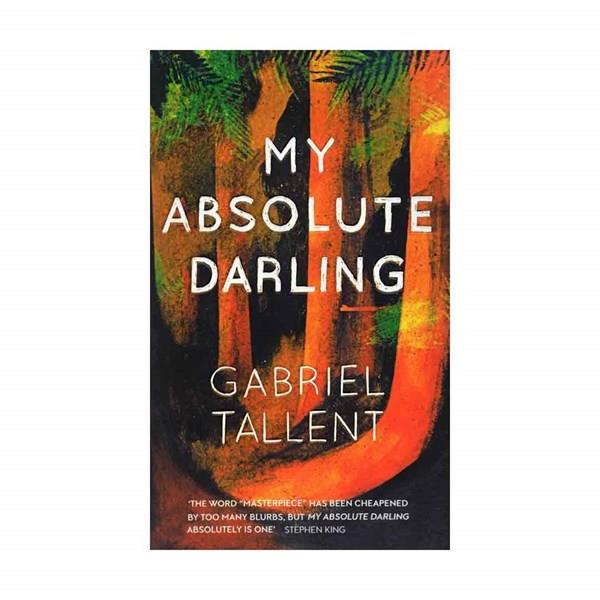 MY
ABSOLUTE
DARLING
GABRIEL
TALLENT
'THE WORD "MASTERPIECE" HAS BEEN CHEAPENED
BY TOO MANY BLURBS, BUT MY ABSOLUTE DARLING
ABSOLUTELY IS ONE' STEPHEN KING